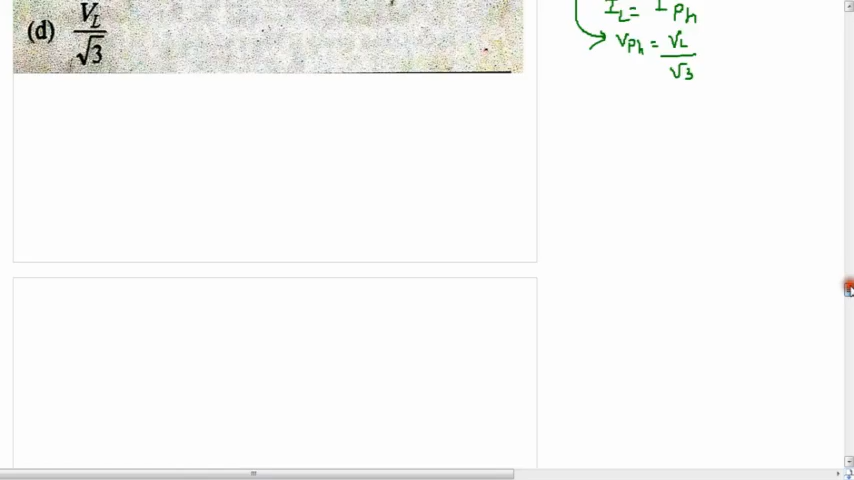 (d) V_L / √3
I_L = I_ph
V_ph = V_L / √3